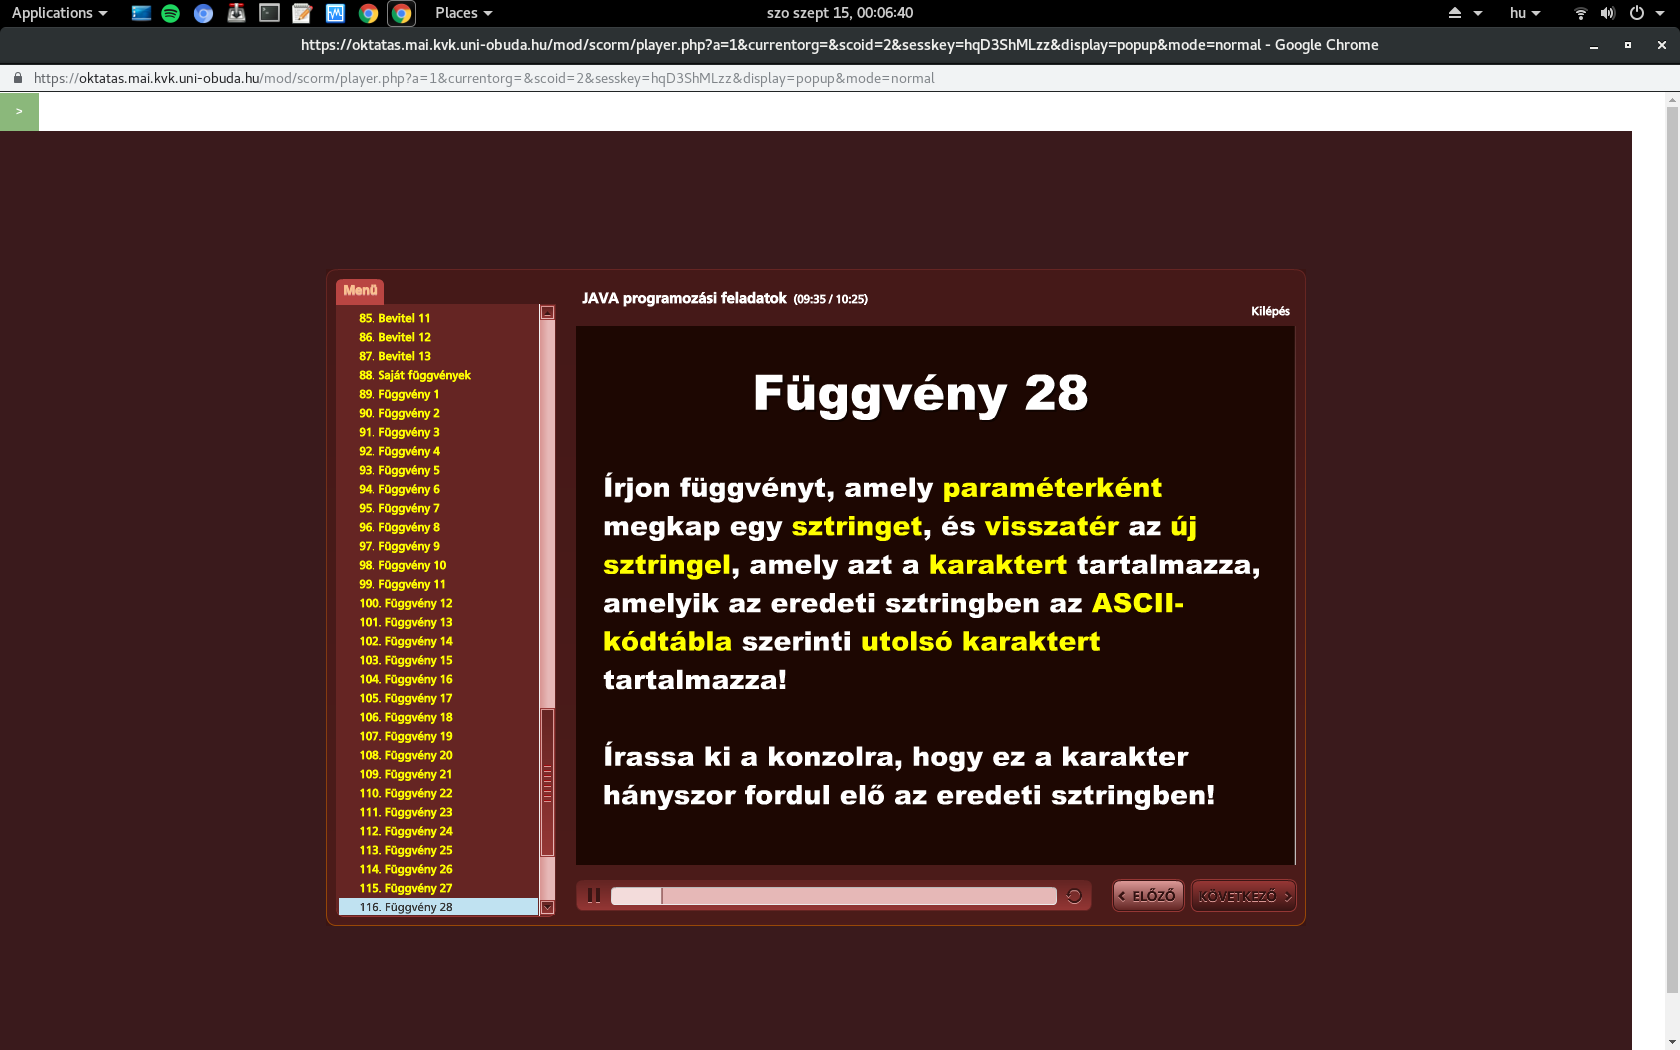 Applications
Places
szo szept 15, 00:06:40
hu
https://oktatas.mai.kvk.uni-obuda.hu/mod/scorm/player.php?a=1&currentorg=&scoid=2&sesskey=hqD3ShMLzz&display=popup&mode=normal - Google Chrome
https://oktatas.mai.kvk.uni-obuda.hu/mod/scorm/player.php?a=1&currentorg=&scoid=2&sesskey=hqD3ShMLzz&display=popup&mode=normal
>
Menü
85. Bevitel 11
86. Bevitel 12
87. Bevitel 13
88. Saját függvények
89. Függvény 1
90. Függvény 2
91. Függvény 3
92. Függvény 4
93. Függvény 5
94. Függvény 6
95. Függvény 7
96. Függvény 8
97. Függvény 9
98. Függvény 10
99. Függvény 11
100. Függvény 12
101. Függvény 13
102. Függvény 14
103. Függvény 15
104. Függvény 16
105. Függvény 17
106. Függvény 18
107. Függvény 19
108. Függvény 20
109. Függvény 21
110. Függvény 22
111. Függvény 23
112. Függvény 24
113. Függvény 25
114. Függvény 26
115. Függvény 27
116. Függvény 28
JAVA programozási feladatok (09:35 / 10:25)
Kilépés
Függvény 28
Írjon függvényt, amely paraméterként
megkap egy sztringet, és visszatér az új
sztringel, amely azt a karaktert tartalmazza,
amelyik az eredeti sztringben az ASCII-
kódtábla szerinti utolsó karaktert
tartalmazza!
Írassa ki a konzolra, hogy ez a karakter
hányszor fordul elő az eredeti sztringben!
< ELŐZŐ
KÖVETKEZŐ >